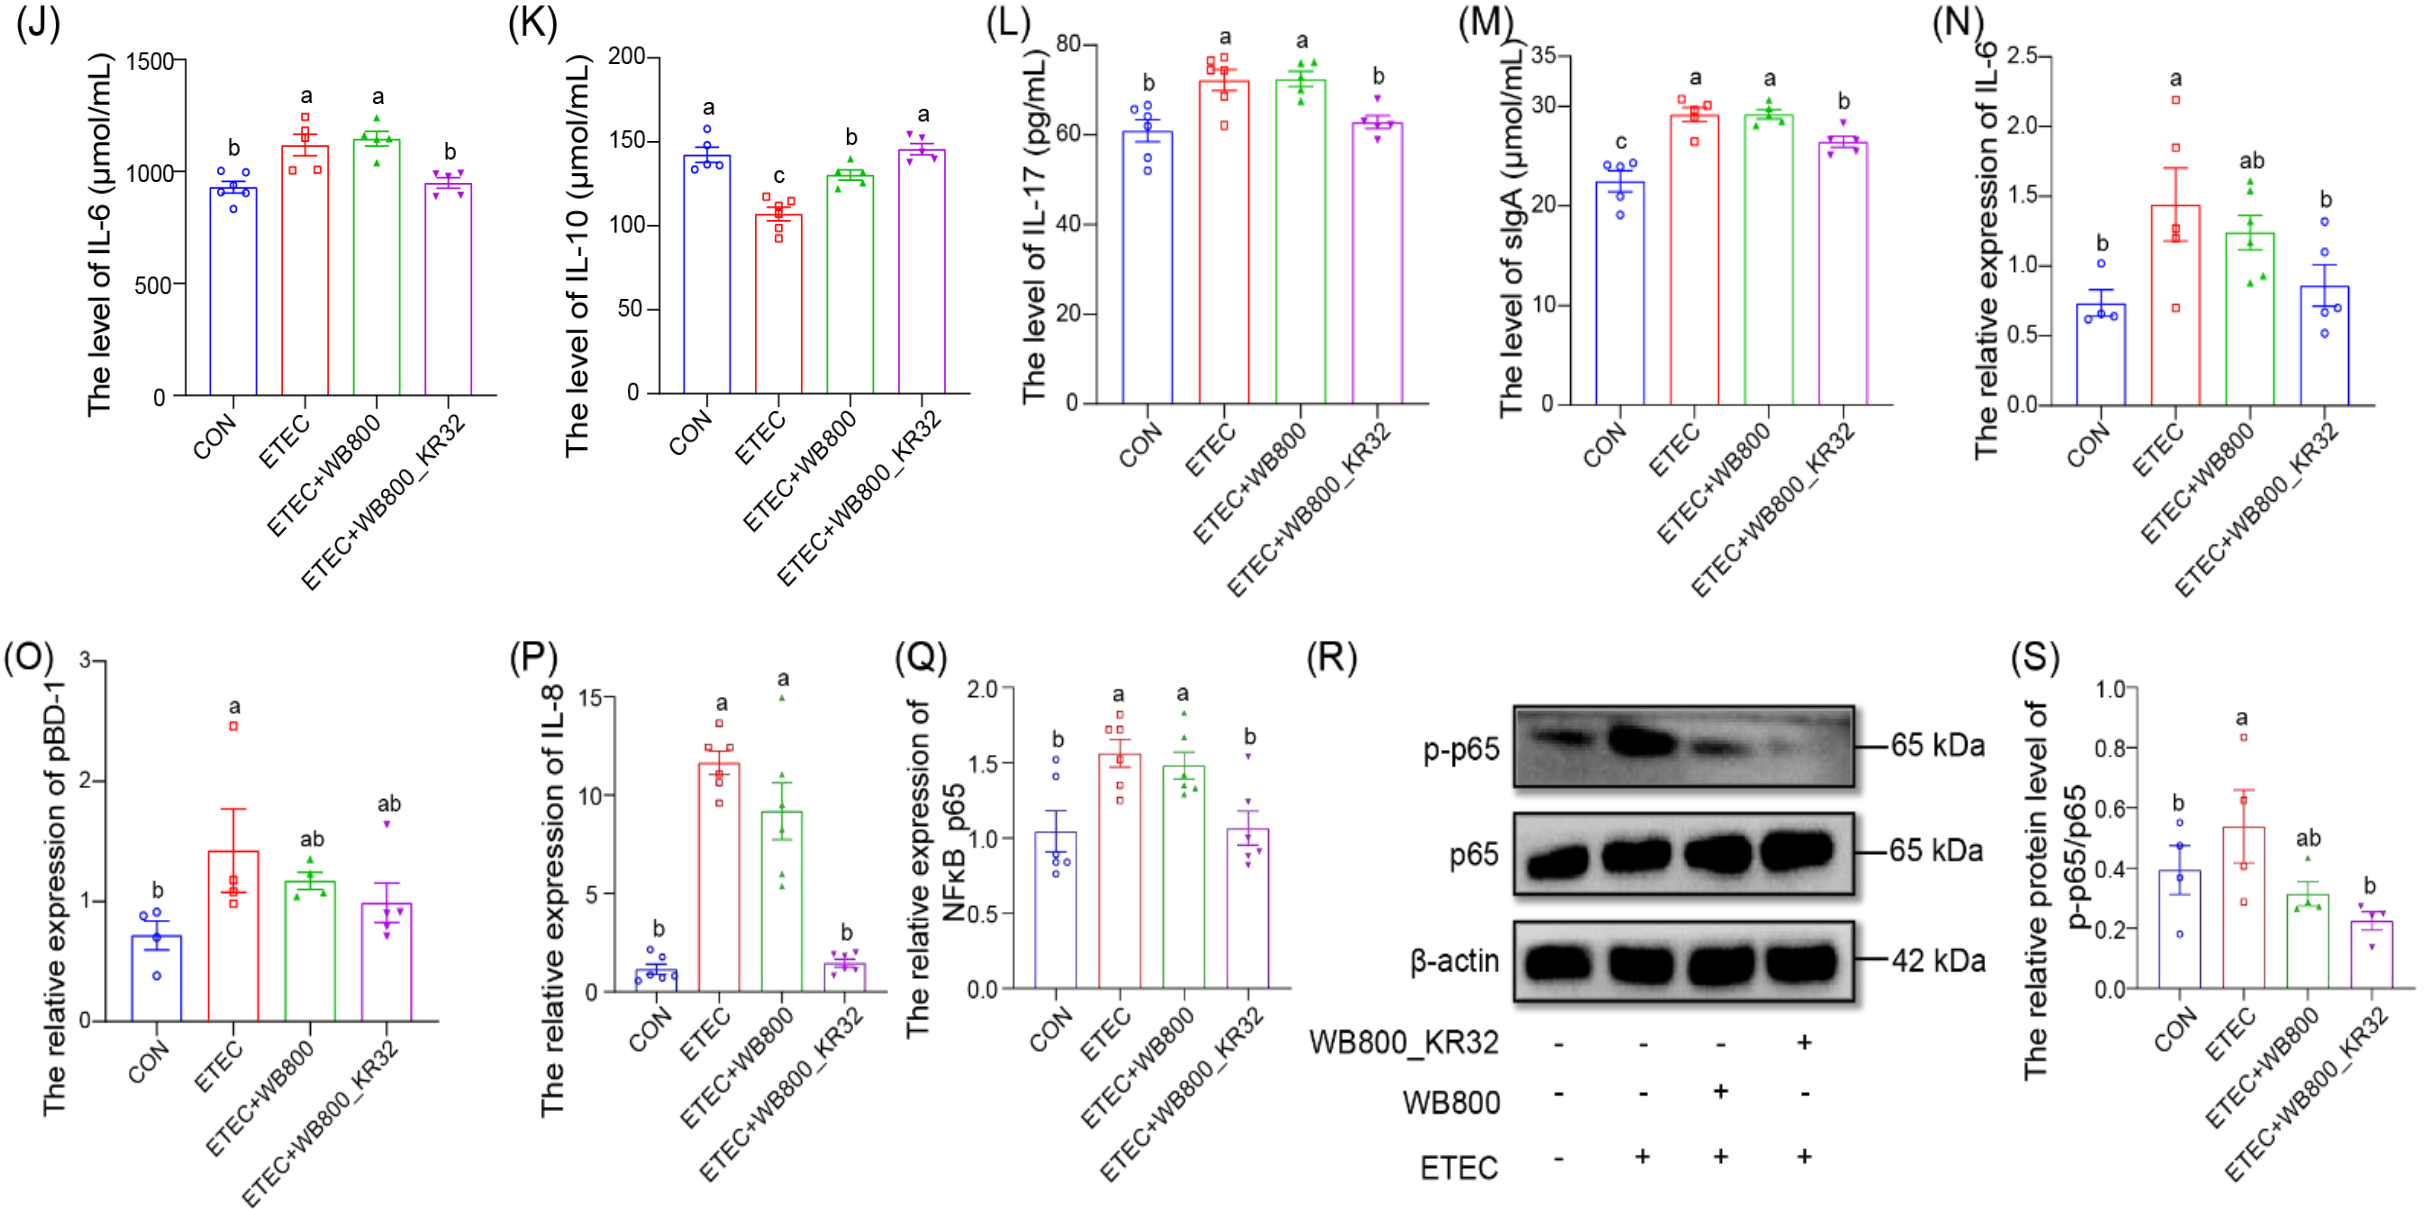 (J)
The level of IL-6 (μmol/mL)
1500
1000
500
0
b
a
a
b
CON
ETEC
ETEC+WB800
ETEC+WB800_KR32
(K)
The level of IL-10 (μmol/mL)
200
150
100
50
0
a
c
b
a
CON
ETEC
ETEC+WB800
ETEC+WB800_KR32
(L)
The level of IL-17 (pg/mL)
80
60
40
20
0
b
a
a
b
CON
ETEC
ETEC+WB800
ETEC+WB800_KR32
(M)
The level of sIgA (μmol/mL)
35
30
20
10
0
c
a
a
b
CON
ETEC
ETEC+WB800
ETEC+WB800_KR32
(N)
The relative expression of IL-6
2.5
2.0
1.5
1.0
0.5
0.0
b
a
ab
b
CON
ETEC
ETEC+WB800
ETEC+WB800_KR32
(O)
The relative expression of pBD-1
3
2
1
0
b
a
ab
ab
CON
ETEC
ETEC+WB800
ETEC+WB800_KR32
(P)
The relative expression of IL-8
15
10
5
0
b
a
a
b
CON
ETEC
ETEC+WB800
ETEC+WB800_KR32
(Q)
The relative expression of
NFκB p65
2.0
1.5
1.0
0.5
0.0
b
a
a
b
CON
ETEC
ETEC+WB800
ETEC+WB800_KR32
(R)
p-p65
65 kDa
p65
65 kDa
β-actin
42 kDa
WB800_KR32 - - - +
WB800 - - + -
ETEC - + + +
(S)
The relative protein level of
p-p65/p65
1.0
0.8
0.6
0.4
0.2
0.0
b
a
ab
b
CON
ETEC
ETEC+WB800
ETEC+WB800_KR32